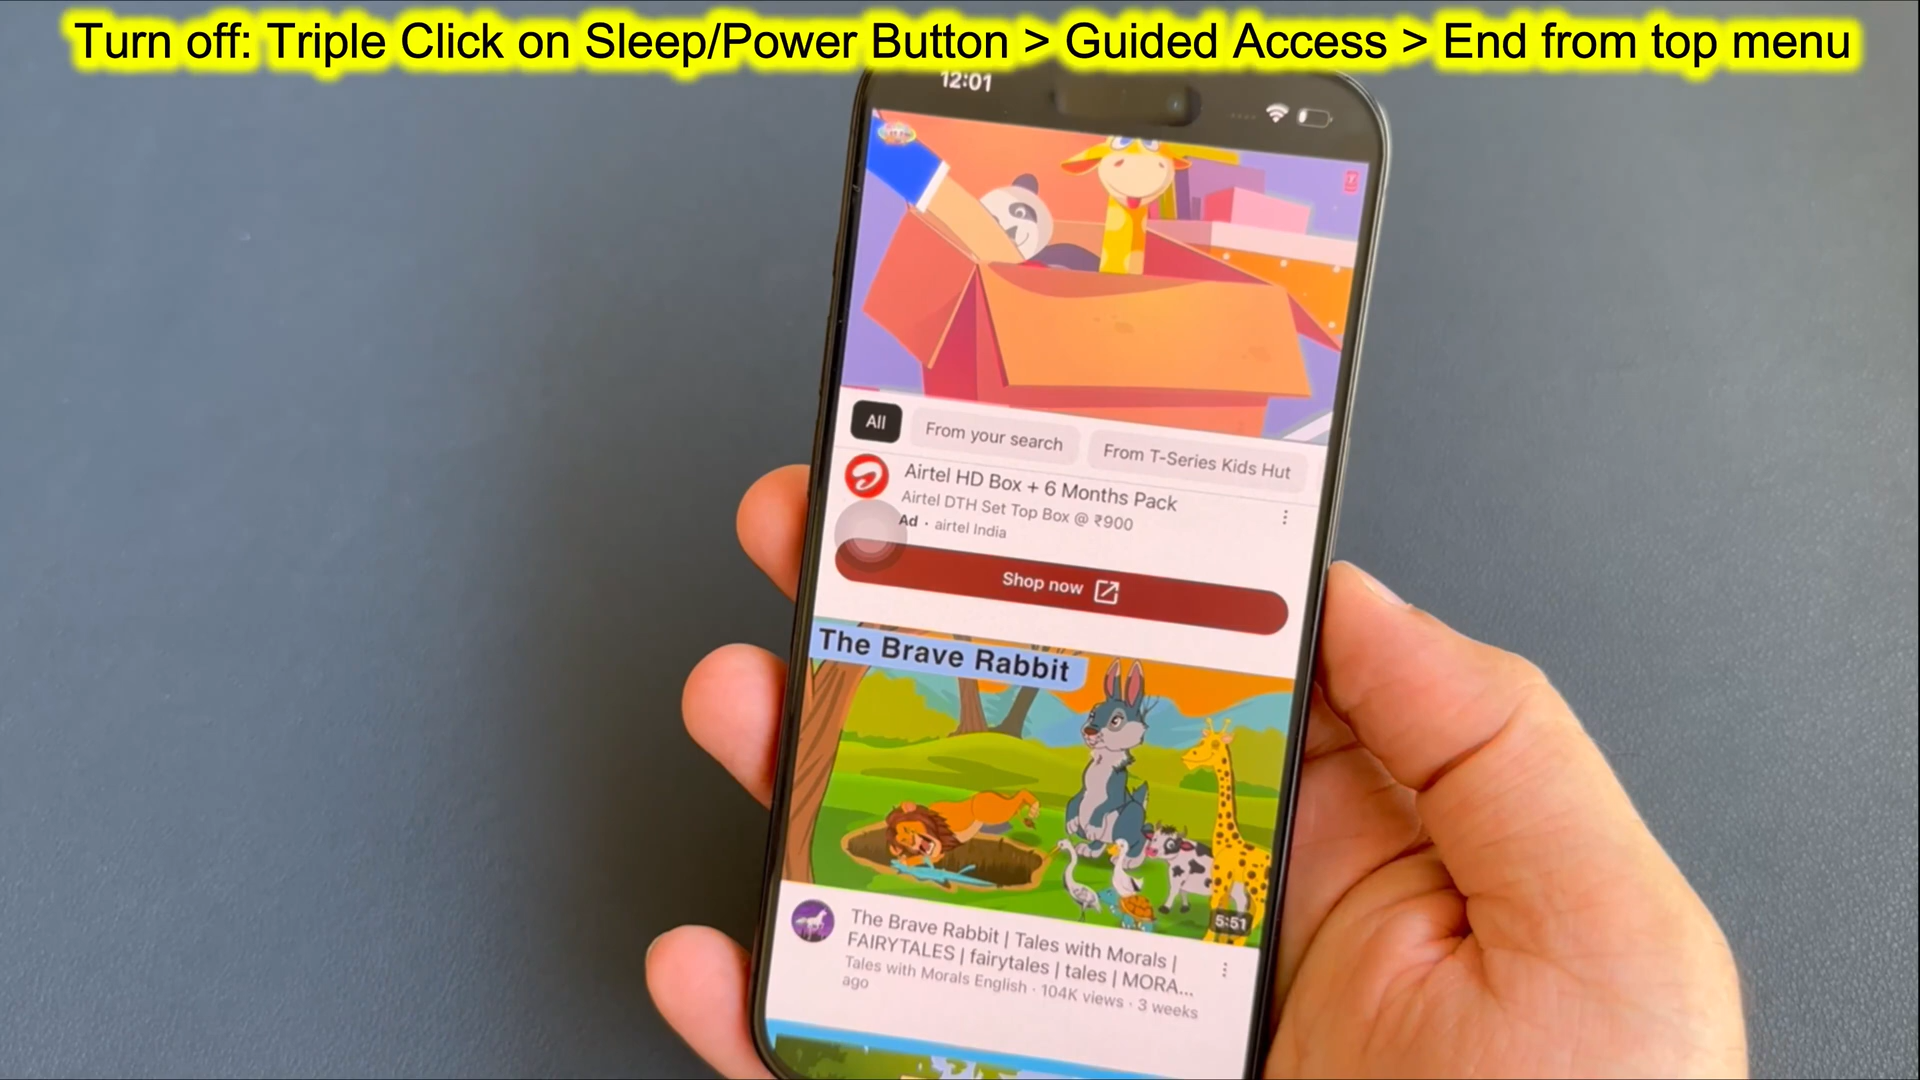 Turn off: Triple Click on Sleep/Power Button > Guided Access > End from top menu
12:01
All
From your search
From T-Series Kids Hut
Airtel HD Box + 6 Months Pack
Airtel DTH Set Top Box @ ₹900
Ad · airtel India
Shop now
The Brave Rabbit
5:51
The Brave Rabbit | Tales with Morals |
FAIRYTALES | fairytales | tales | MORA...
Tales with Morals English · 104K views · 3 weeks
ago